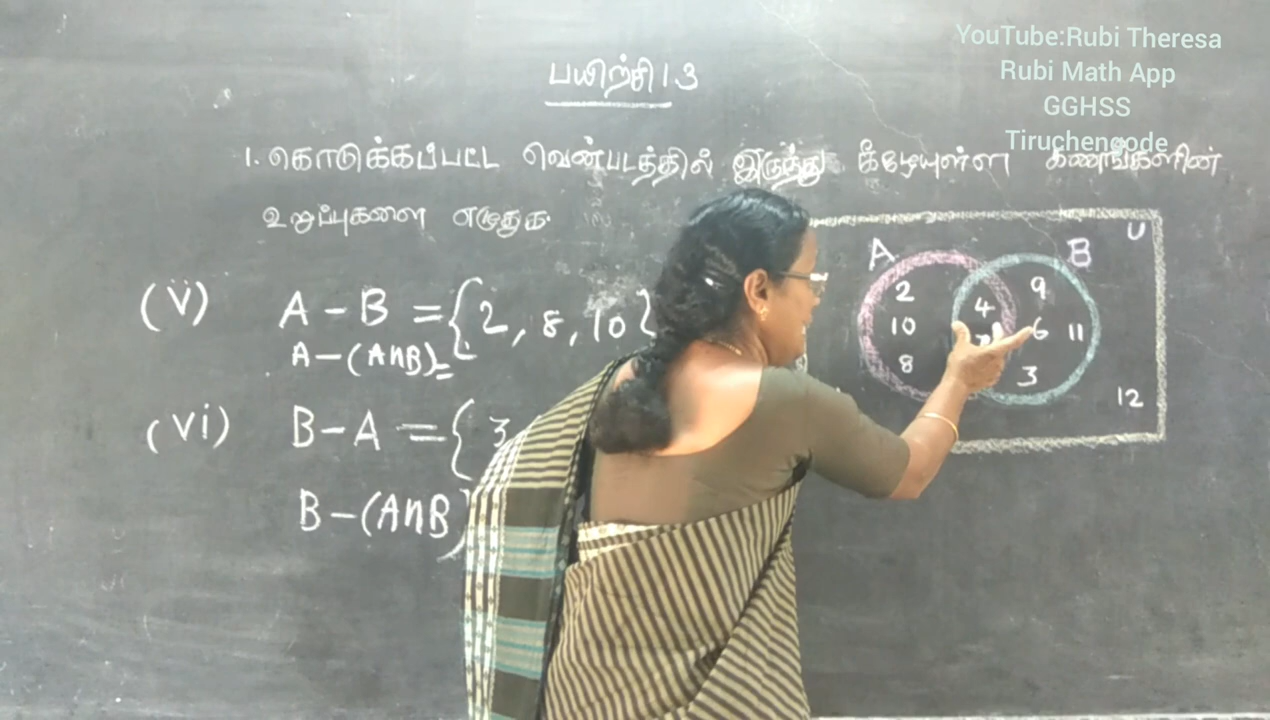 YouTube:Rubi Theresa
Rubi Math App
GGHSS
Tiruchengode
பயிற்சி 1.3
1. கொடுக்கப்பட்ட வென்படத்தில் இருந்து கீழேயுள்ள கணங்களின்
உறுப்புகளை எழுதுக.
U
A B
(v) A - B = {2, 8, 10}
A - (A∩B) =
(vi) B - A = { 3,
B - (A∩B)
2 4 9
10 6 11
8 3
12